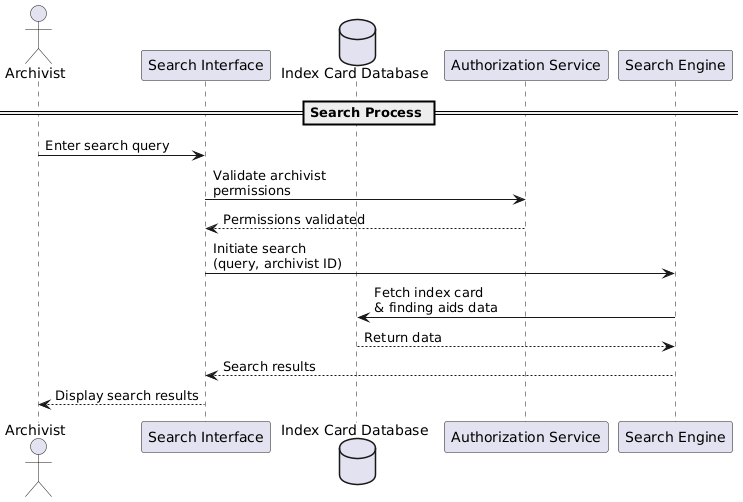 Archivist
Search Interface
Index Card Database
Authorization Service
Search Engine
Search Process
Enter search query
Validate archivist
permissions
Permissions validated
Initiate search
(query, archivist ID)
Fetch index card
& finding aids data
Return data
Search results
Display search results
Archivist
Search Interface
Index Card Database
Authorization Service
Search Engine